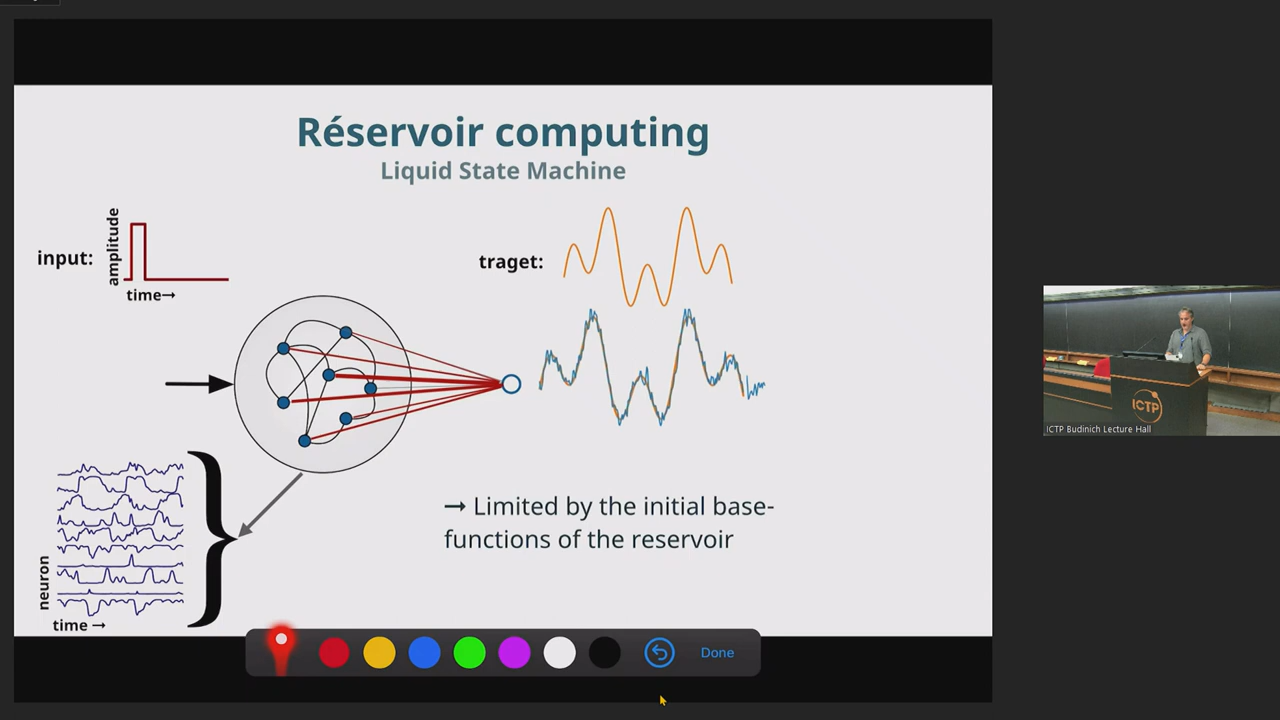 Réservoir computing
Liquid State Machine
input:
amplitude
time→
traget:
→ Limited by the initial base-
functions of the reservoir
neuron
time →
Done
ICTP
ICTP Budinich Lecture Hall